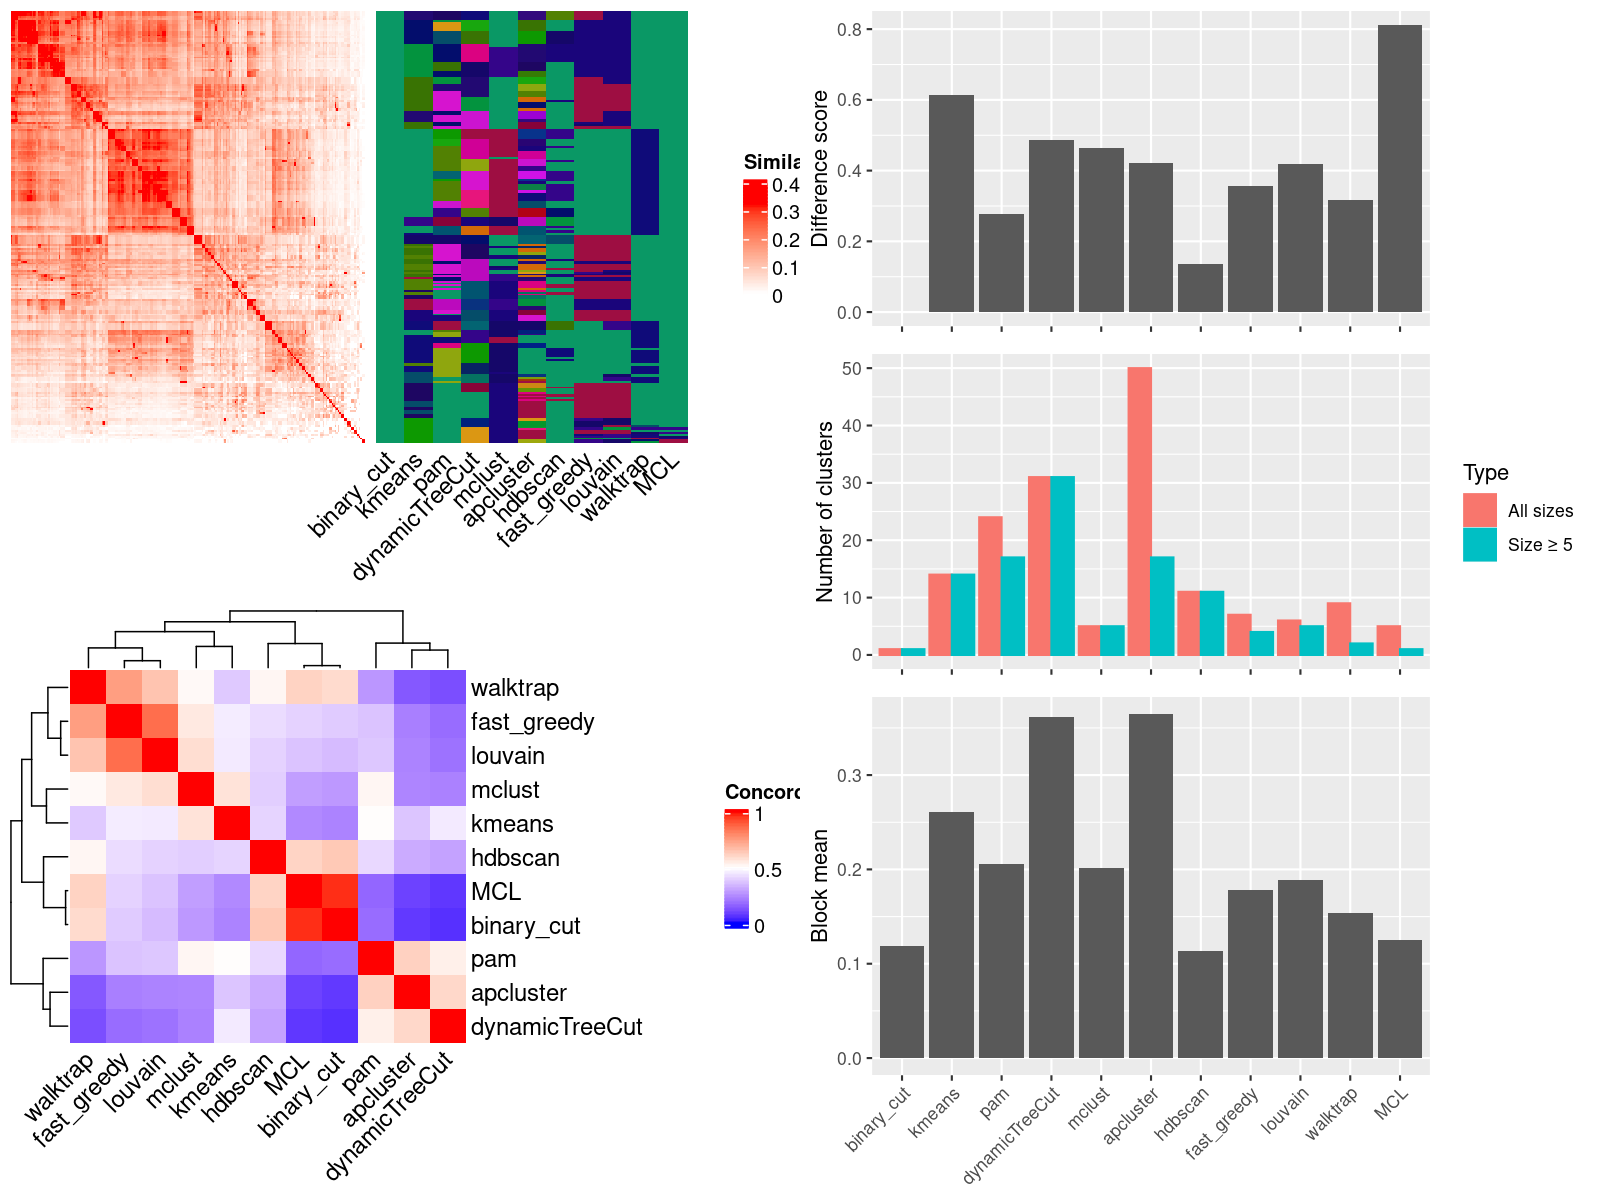 Simila
0.4
0.3
0.2
0.1
0
binary_cut
kmeans
pam
dynamicTreeCut
mclust
apcluster
hdbscan
fast_greedy
louvain
walktrap
MCL
Difference score
0.8
0.6
0.4
0.2
0.0
Number of clusters
50
40
30
20
10
0
Type
All sizes
Size ≥ 5
walktrap
fast_greedy
louvain
mclust
kmeans
hdbscan
MCL
binary_cut
pam
apcluster
dynamicTreeCut
walktrap
fast_greedy
louvain
mclust
kmeans
hdbscan
MCL
binary_cut
pam
apcluster
dynamicTreeCut
Concord
1
0.5
0
Block mean
0.3
0.2
0.1
0.0
binary_cut
kmeans
pam
dynamicTreeCut
mclust
apcluster
hdbscan
fast_greedy
louvain
walktrap
MCL